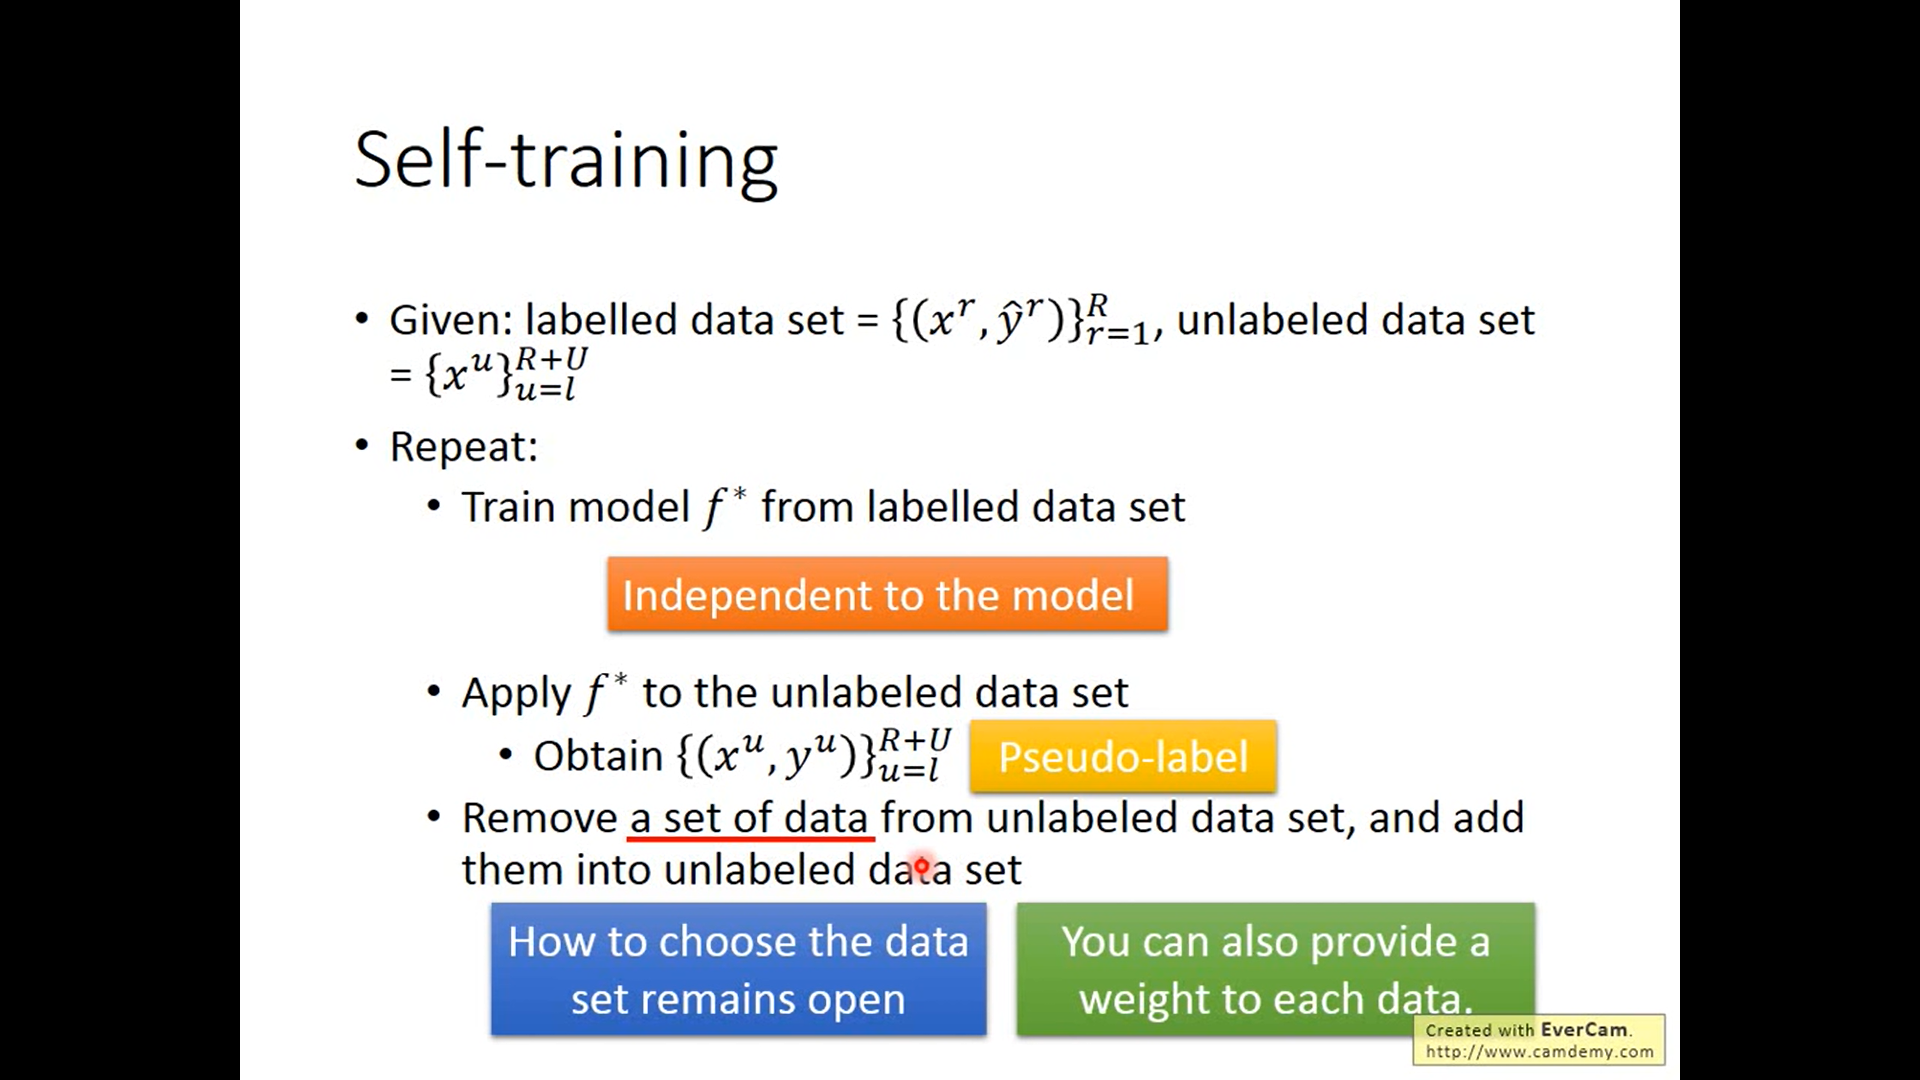 Self-training
• Given: labelled data set = {(x^r, ŷ^r)}_{r=1}^{R}, unlabeled data set
= {x^u}_{u=l}^{R+U}
• Repeat:
• Train model f* from labelled data set
Independent to the model
• Apply f* to the unlabeled data set
• Obtain {(x^u, y^u)}_{u=l}^{R+U} Pseudo-label
• Remove a set of data from unlabeled data set, and add
them into unlabeled data set
How to choose the data
set remains open
You can also provide a
weight to each data.
Created with EverCam.
http://www.camdemy.com